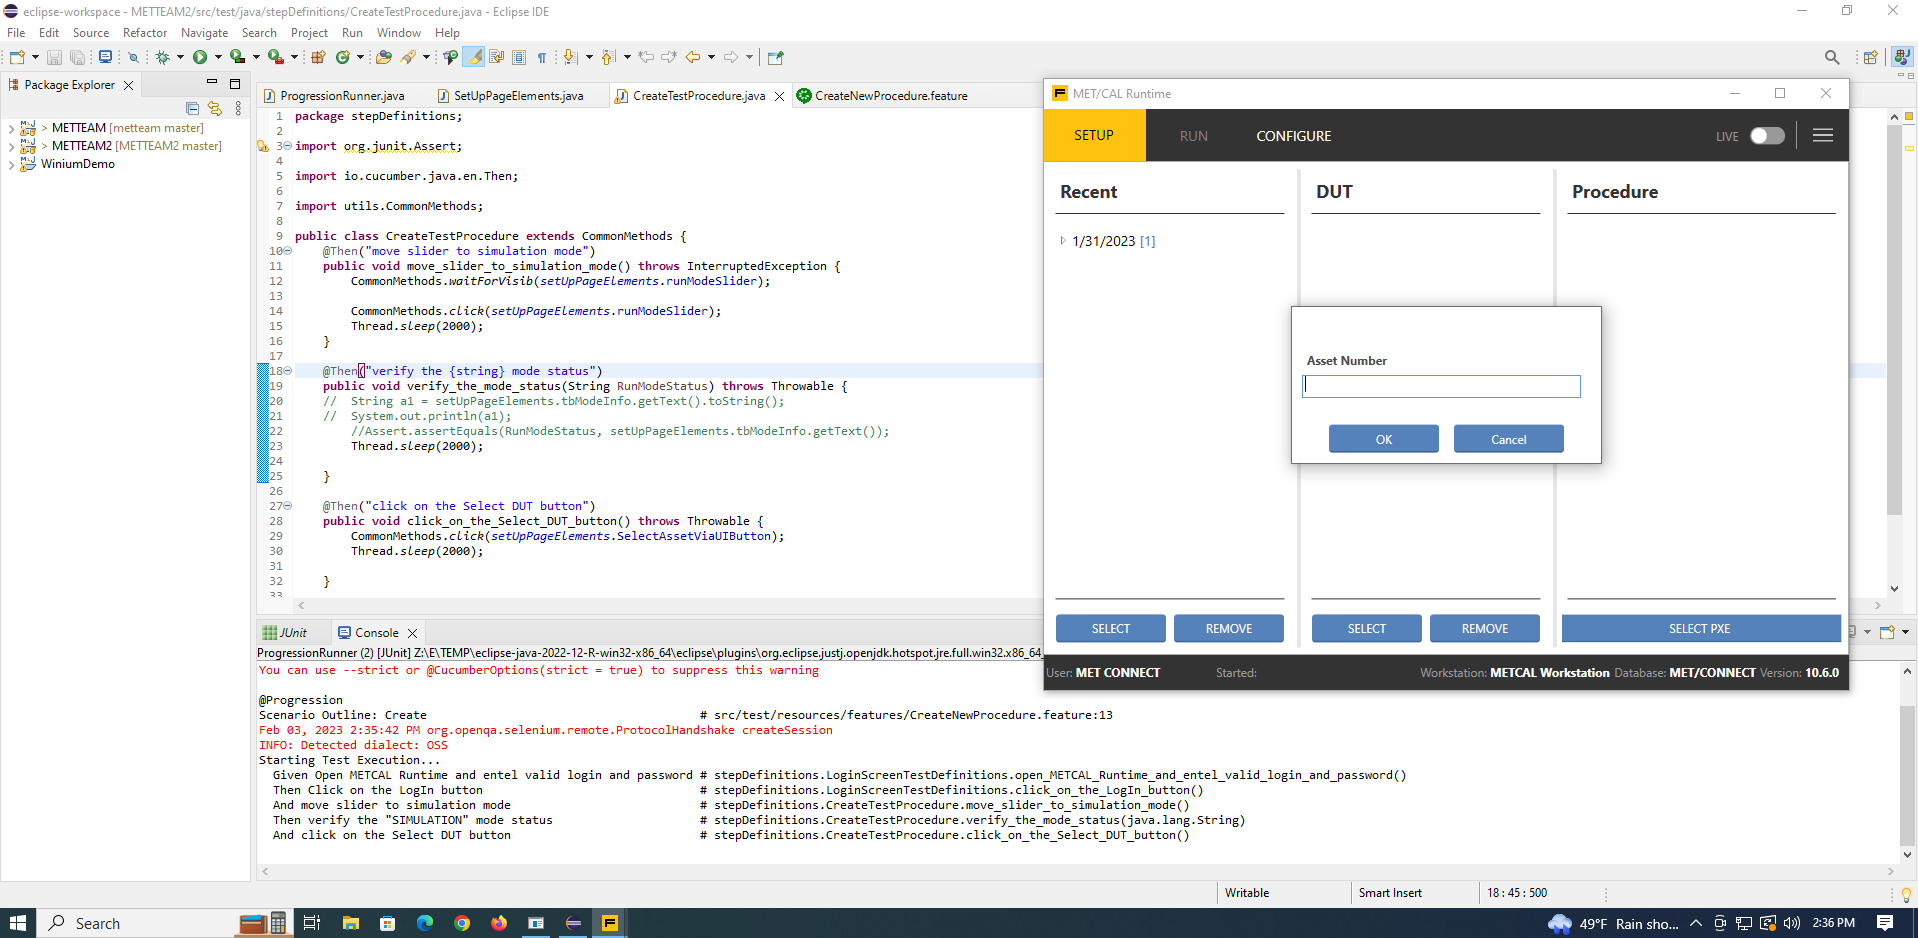 eclipse-workspace - METTEAM2/src/test/java/stepDefinitions/CreateTestProcedure.java - Eclipse IDE
File Edit Source Refactor Navigate Search Project Run Window Help
Package Explorer
> METTEAM [metteam master]
> METTEAM2 [METTEAM2 master]
WiniumDemo
ProgressionRunner.java SetUpPageElements.java CreateTestProcedure.java CreateNewProcedure.feature
1 package stepDefinitions;
2
3 import org.junit.Assert;
4
5 import io.cucumber.java.en.Then;
6
7 import utils.CommonMethods;
8
9 public class CreateTestProcedure extends CommonMethods {
10 @Then("move slider to simulation mode")
11 public void move_slider_to_simulation_mode() throws InterruptedException {
12 CommonMethods.waitForVisib(setUpPageElements.runModeSlider);
13
14 CommonMethods.click(setUpPageElements.runModeSlider);
15 Thread.sleep(2000);
16 }
17
18 @Then("verify the {string} mode status")
19 public void verify_the_mode_status(String RunModeStatus) throws Throwable {
20 // String a1 = setUpPageElements.tbModeInfo.getText().toString();
21 // System.out.println(a1);
22 //Assert.assertEquals(RunModeStatus, setUpPageElements.tbModeInfo.getText());
23 Thread.sleep(2000);
24
25 }
26
27 @Then("click on the Select DUT button")
28 public void click_on_the_Select_DUT_button() throws Throwable {
29 CommonMethods.click(setUpPageElements.SelectAssetViaUIButton);
30 Thread.sleep(2000);
31
32 }
33
MET/CAL Runtime
SETUP RUN CONFIGURE LIVE
Recent DUT Procedure
1/31/2023 [1]
Asset Number
OK Cancel
SELECT REMOVE SELECT REMOVE SELECT PXE
User: MET CONNECT Started: Workstation: METCAL Workstation Database: MET/CONNECT Version: 10.6.0
JUnit Console
ProgressionRunner (2) [JUnit] Z:\E\TEMP\eclipse-java-2022-12-R-win32-x86_64\eclipse\plugins\org.eclipse.justj.openjdk.hotspot.jre.full.win32.x86_64
You can use --strict or @CucumberOptions(strict = true) to suppress this warning
@Progression
Scenario Outline: Create # src/test/resources/features/CreateNewProcedure.feature:13
Feb 03, 2023 2:35:42 PM org.openqa.selenium.remote.ProtocolHandshake createSession
INFO: Detected dialect: OSS
Starting Test Execution...
Given Open METCAL Runtime and entel valid login and password # stepDefinitions.LoginScreenTestDefinitions.open_METCAL_Runtime_and_entel_valid_login_and_password()
Then Click on the LogIn button # stepDefinitions.LoginScreenTestDefinitions.click_on_the_LogIn_button()
And move slider to simulation mode # stepDefinitions.CreateTestProcedure.move_slider_to_simulation_mode()
Then verify the "SIMULATION" mode status # stepDefinitions.CreateTestProcedure.verify_the_mode_status(java.lang.String)
And click on the Select DUT button # stepDefinitions.CreateTestProcedure.click_on_the_Select_DUT_button()
Writable Smart Insert 18 : 45 : 500
Search 49°F Rain sho... 2:36 PM